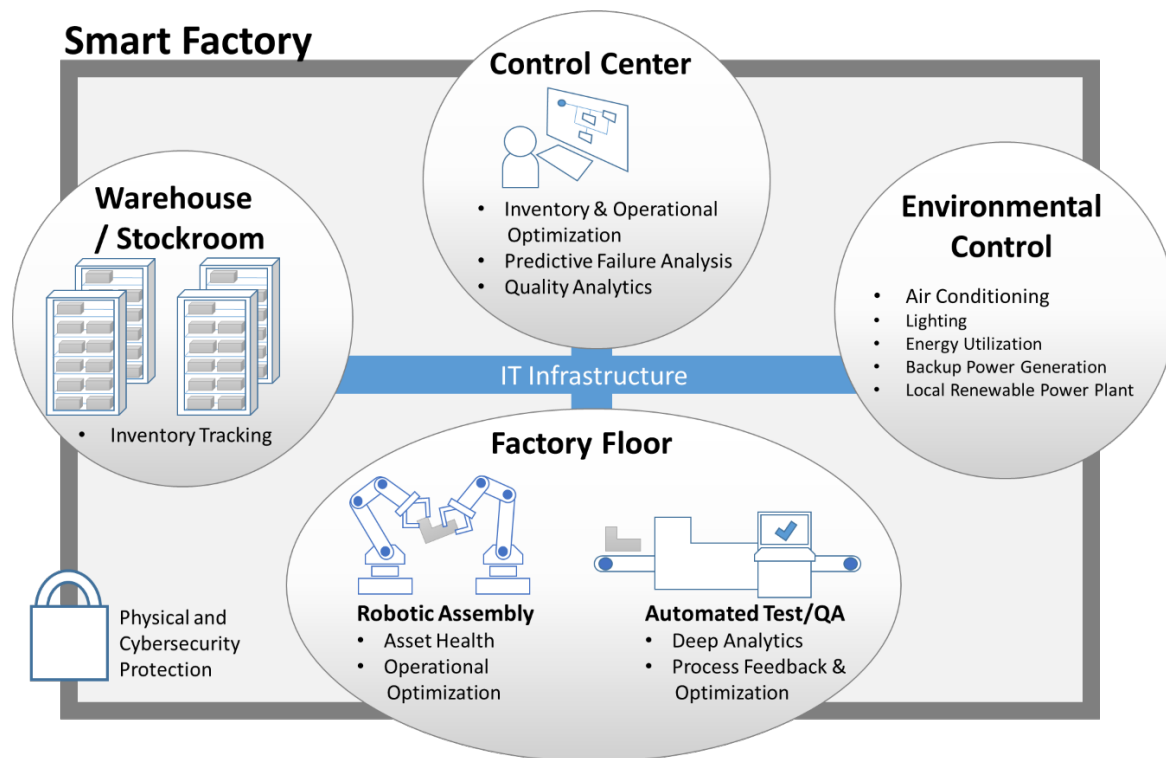 Smart Factory
Control Center
• Inventory & Operational
Optimization
• Predictive Failure Analysis
• Quality Analytics
Warehouse
/ Stockroom
• Inventory Tracking
Environmental
Control
• Air Conditioning
• Lighting
• Energy Utilization
• Backup Power Generation
• Local Renewable Power Plant
IT Infrastructure
Factory Floor
Robotic Assembly
• Asset Health
• Operational
Optimization
Automated Test/QA
• Deep Analytics
• Process Feedback &
Optimization
Physical and
Cybersecurity
Protection